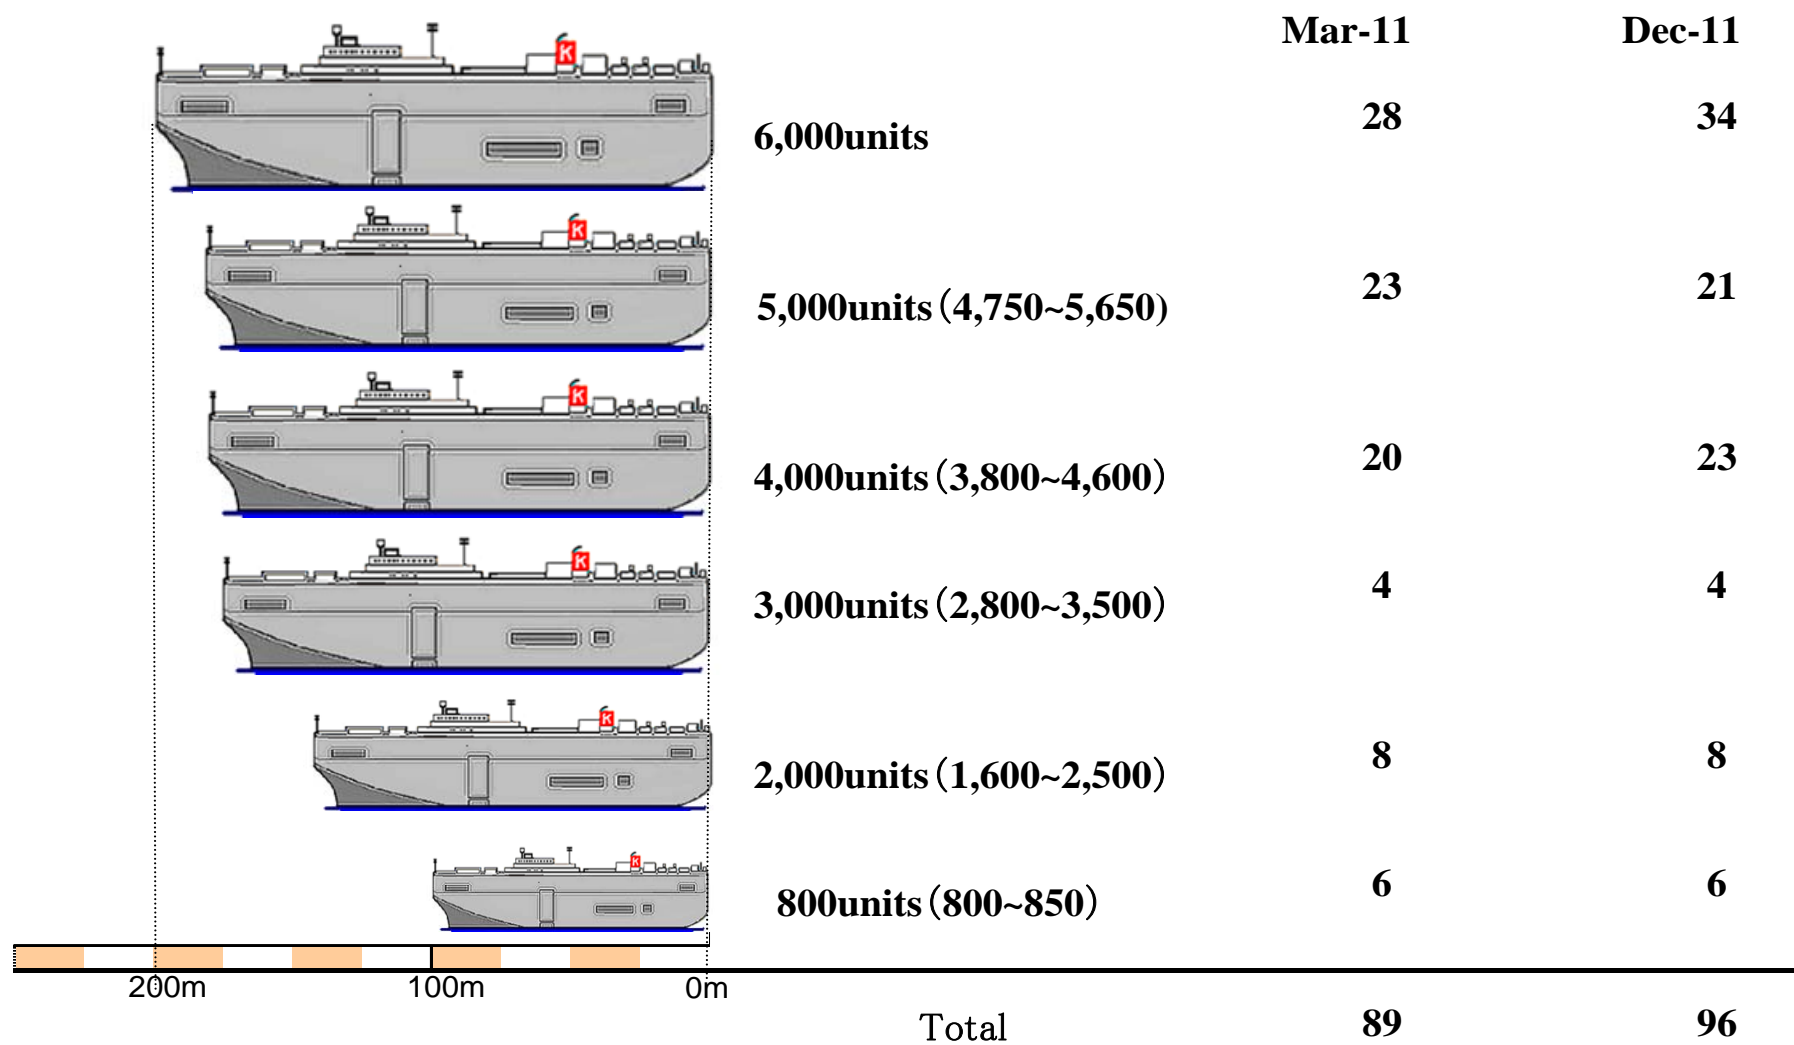 Mar-11 Dec-11
K
6,000units 28 34
K
5,000units（4,750~5,650) 23 21
K
4,000units（3,800~4,600） 20 23
K
3,000units（2,800~3,500） 4 4
K
2,000units（1,600~2,500） 8 8
K
800units（800~850） 6 6
200m 100m 0m
Total 89 96